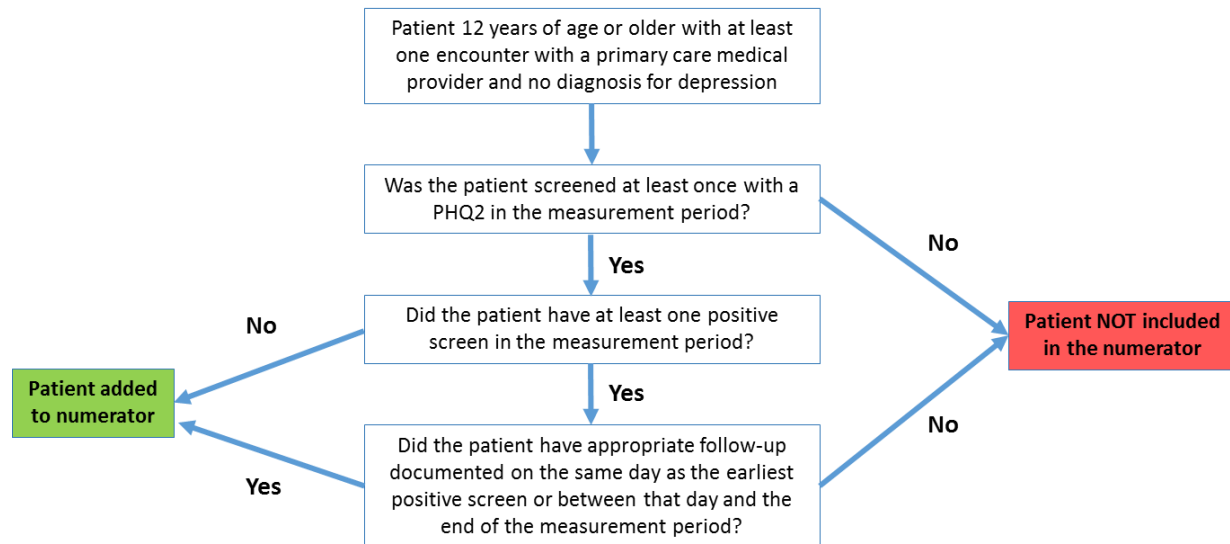 Patient 12 years of age or older with at least
one encounter with a primary care medical
provider and no diagnosis for depression
Was the patient screened at least once with a
PHQ2 in the measurement period?
No
Yes
Did the patient have at least one positive
screen in the measurement period?
No
Patient NOT included
in the numerator
Patient added
to numerator
Yes
No
Did the patient have appropriate follow-up
documented on the same day as the earliest
positive screen or between that day and the
end of the measurement period?
Yes